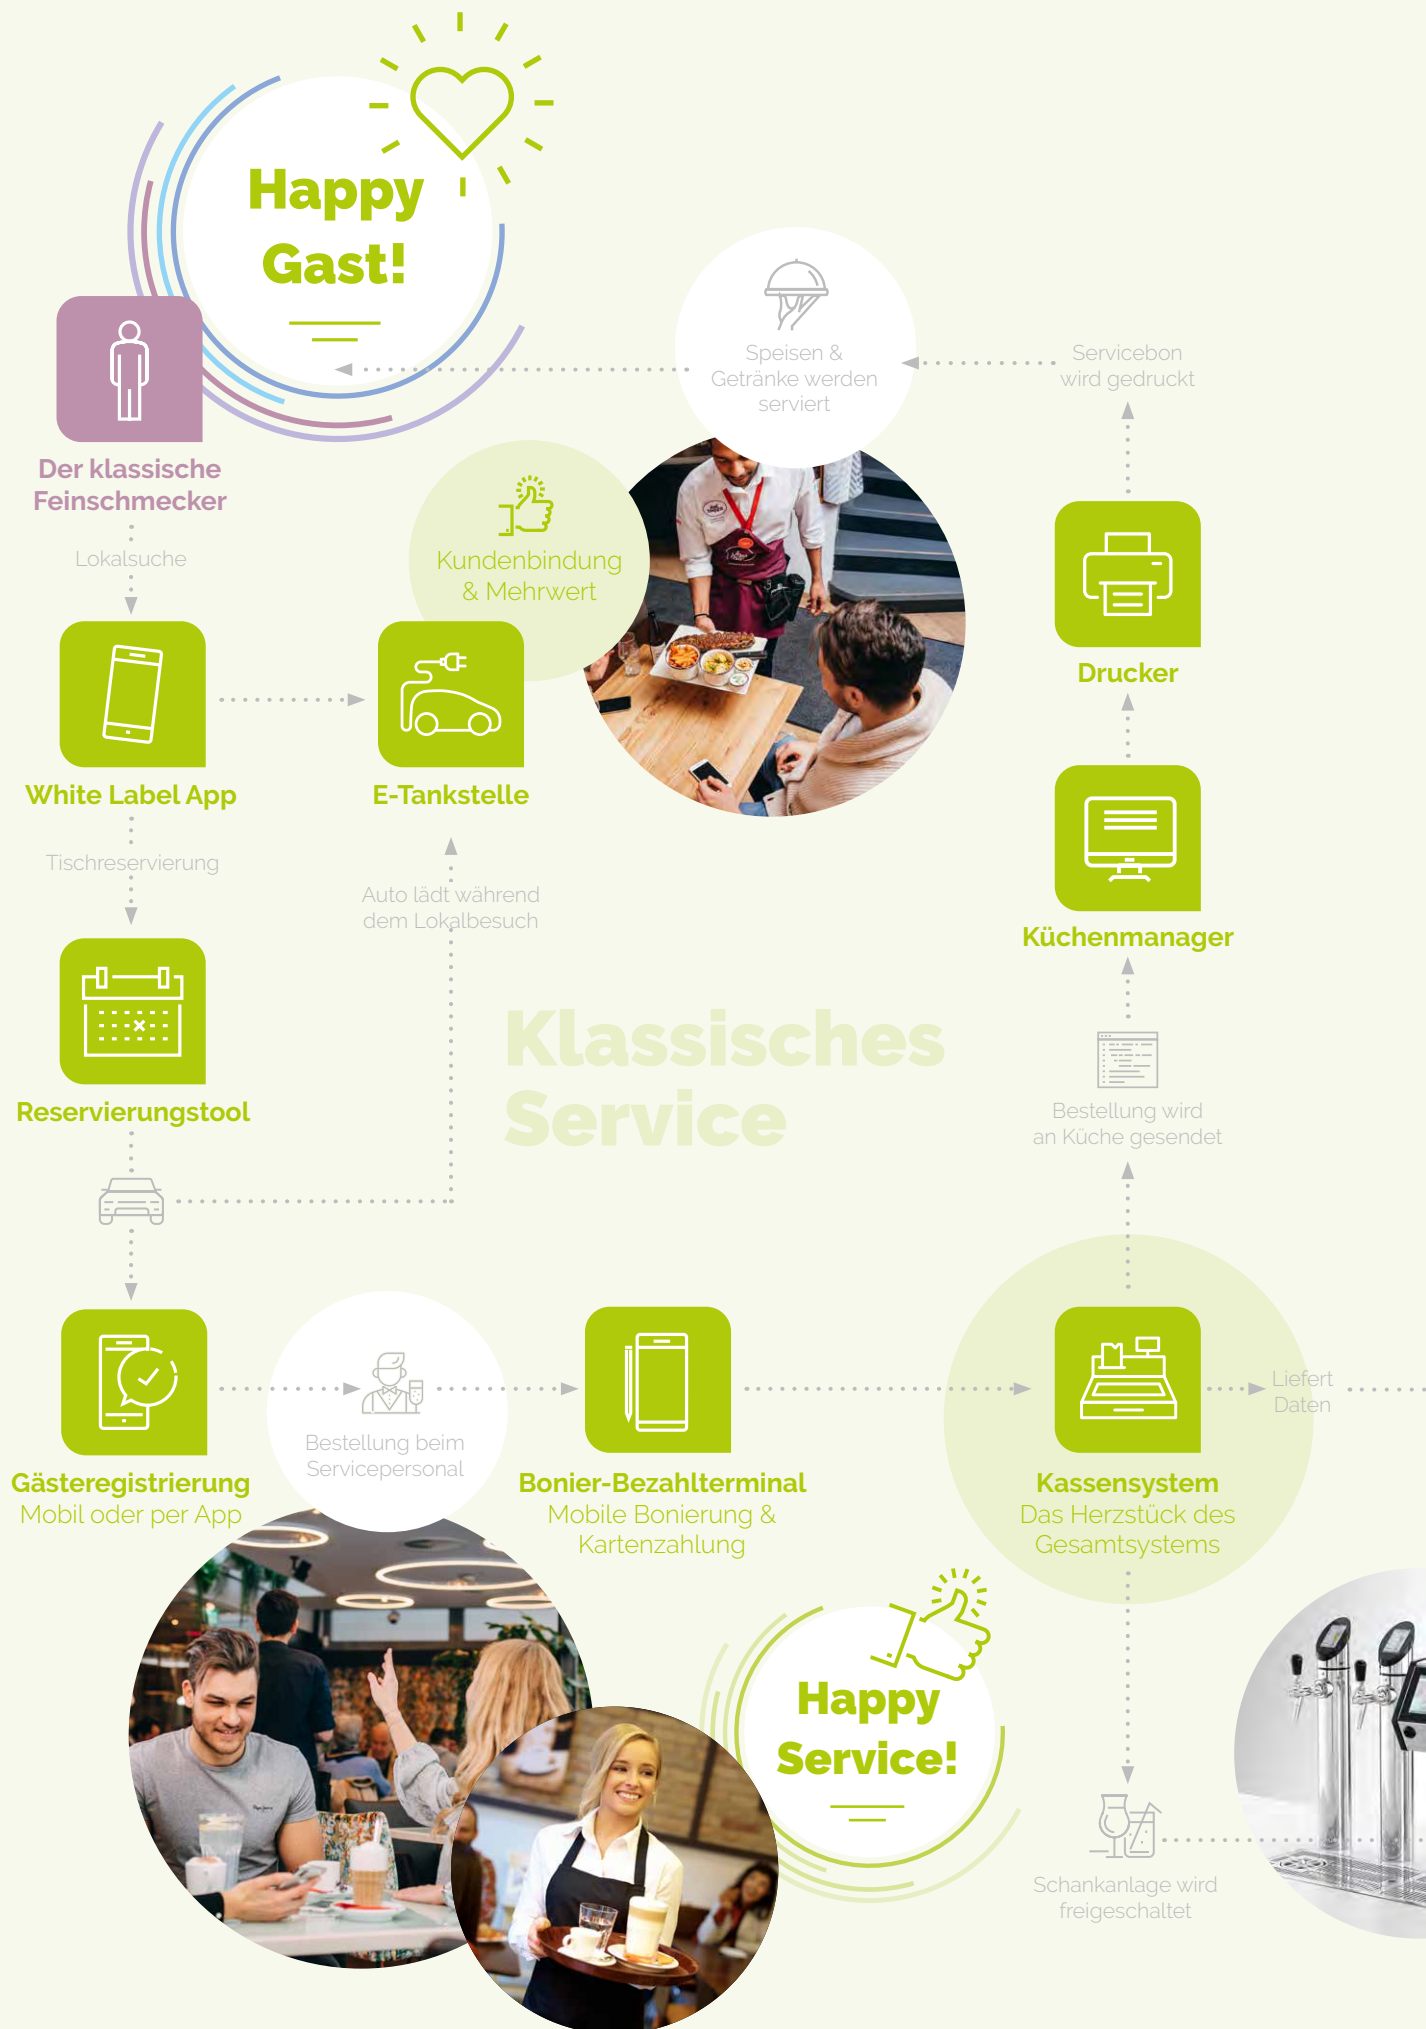 Happy
Gast!
Speisen &
Getränke werden
serviert
Servicebon
wird gedruckt
Der klassische
Feinschmecker
Lokalsuche
Kundenbindung
& Mehrwert
Drucker
White Label App
E-Tankstelle
Tischreservierung
Auto lädt während
dem Lokalbesuch
Küchenmanager
Klassisches
Service
Reservierungstool
Bestellung wird
an Küche gesendet
Liefert
Daten
Bestellung beim
Servicepersonal
Gästeregistrierung
Mobil oder per App
Bonier-Bezahlterminal
Mobile Bonierung &
Kartenzahlung
Kassensystem
Das Herzstück des
Gesamtsystems
Happy
Service!
Schankanlage wird
freigeschaltet